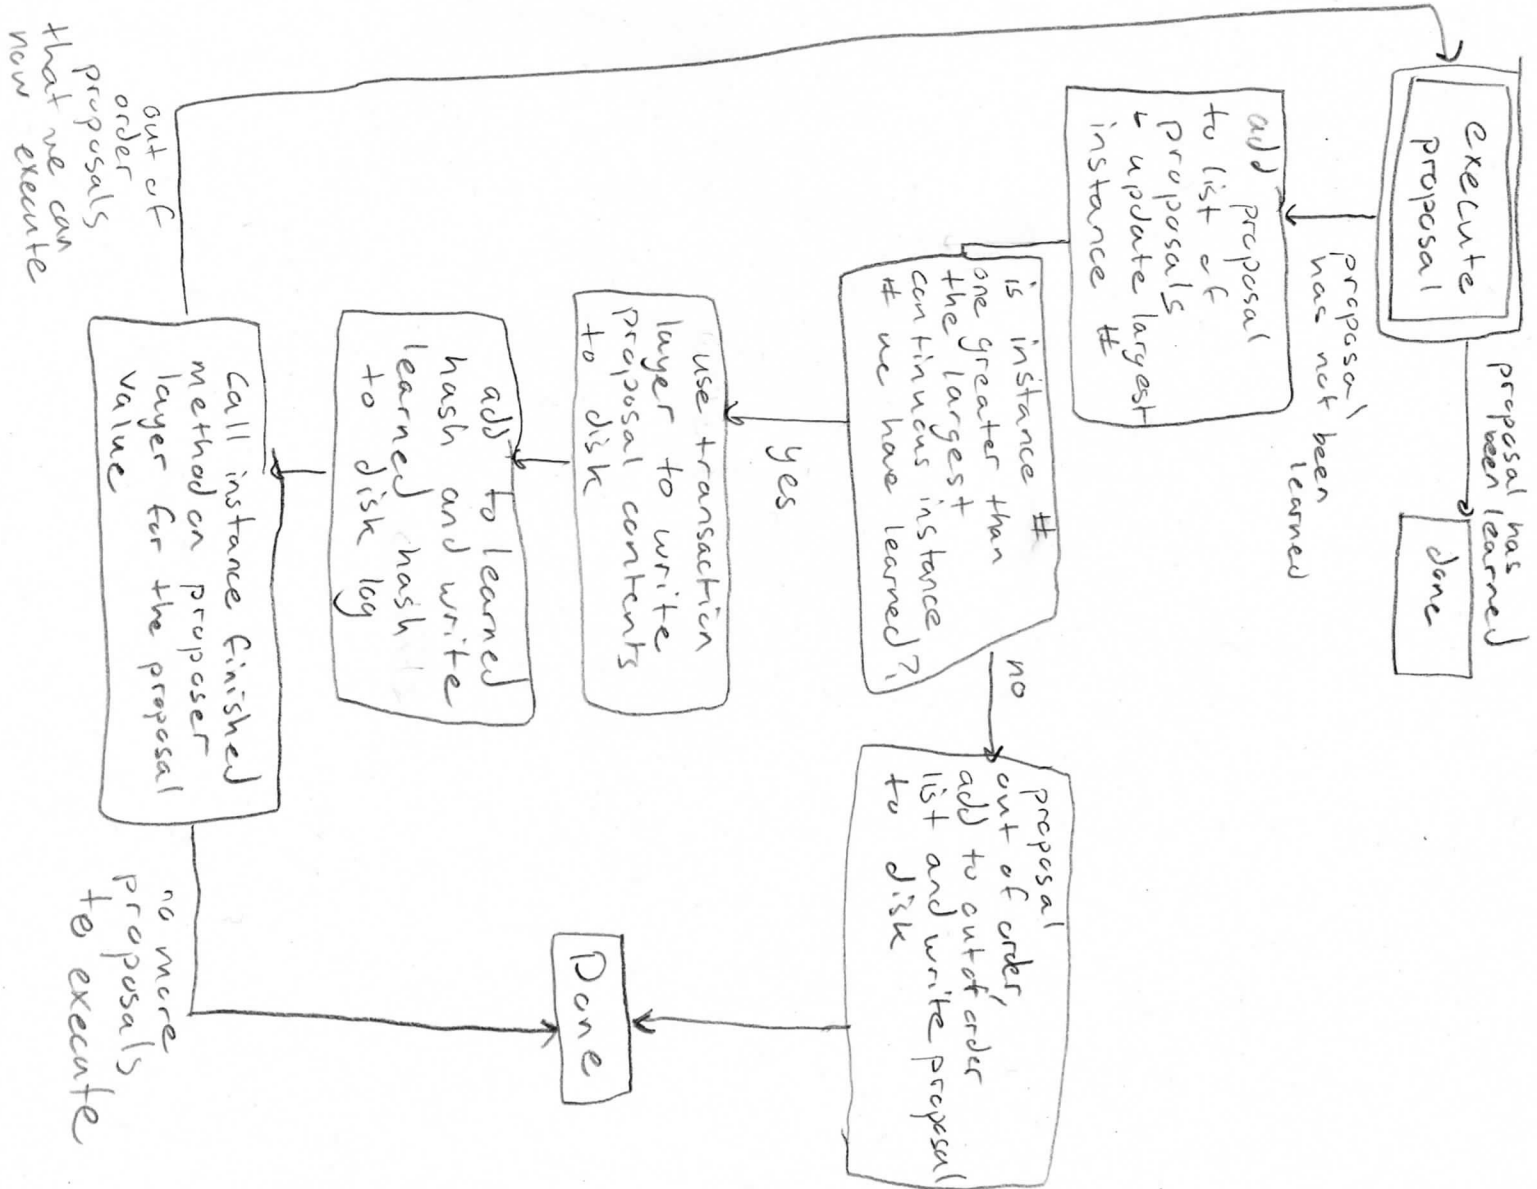 execute
proposal
proposal has
been learned
done
proposal
has not been
learned
add proposal
to list of
proposals
+ update largest
instance #
is instance #
one greater than
the largest
continuous instance
# we have learned?
no
proposal
out of order,
add to out of order
list and write proposal
to disk
yes
use transaction
layer to write
proposal contents
to disk
add to learned
hash and write
learned hash
to disk log
Call instance finished
method on proposer
layer for the proposal
value
out of
order
proposals
that we can
now execute
no more
proposals
to execute
Done